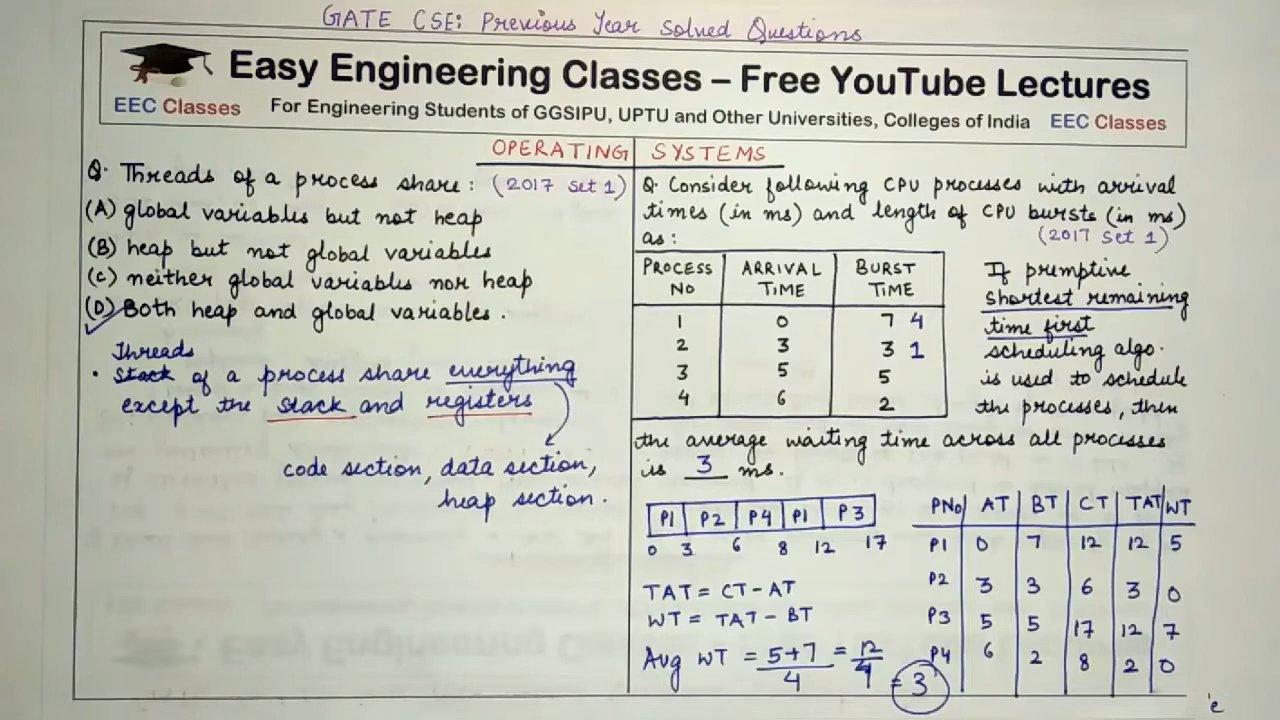 GATE CSE: Previous Year Solved Questions
Easy Engineering Classes – Free YouTube Lectures
EEC Classes For Engineering Students of GGSIPU, UPTU and Other Universities, Colleges of India EEC Classes
OPERATING SYSTEMS
Q. Threads of a process share: (2017 Set 1)
(A) global variables but not heap
(B) heap but not global variables
(C) neither global variables nor heap
(D) Both heap and global variables.
Threads
• Stack of a process share everything
except the stack and registers
code section, data section,
heap section.
Q. Consider following CPU processes with arrival
times (in ms) and length of CPU bursts (in ms)
as: (2017 Set 1)
PROCESS NO ARRIVAL TIME BURST TIME
1 0 7 4
2 3 3 1
3 5 5
4 6 2
If premptive
shortest remaining
time first
scheduling algo.
is used to schedule
the processes, then
the average waiting time across all processes
is 3 ms.
P1 P2 P4 P1 P3
0 3 6 8 12 17
TAT = CT - AT
WT = TAT - BT
Avg WT = 5+7/4 = 12/4 = 3
PNo AT BT CT TAT WT
P1 0 7 12 12 5
P2 3 3 6 3 0
P3 5 5 17 12 7
P4 6 2 8 2 0